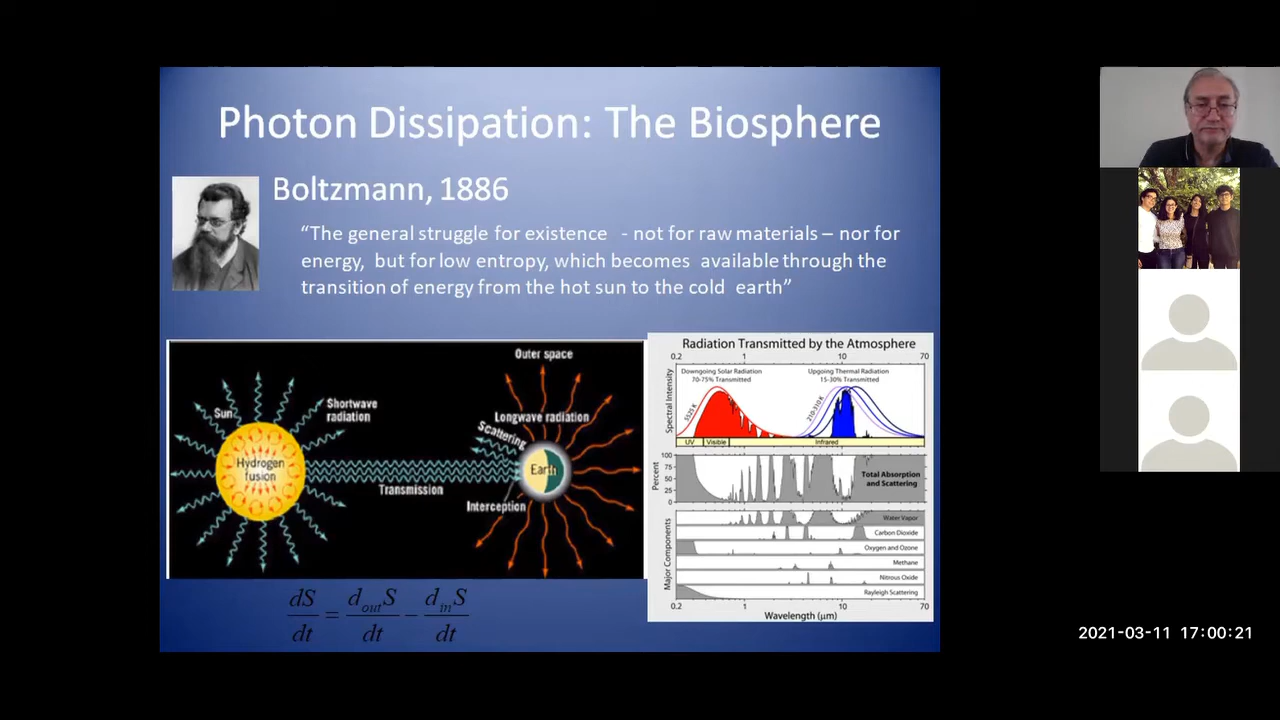 Photon Dissipation: The Biosphere
Boltzmann, 1886
“The general struggle for existence - not for raw materials – nor for
energy, but for low entropy, which becomes available through the
transition of energy from the hot sun to the cold earth”
Outer space
Sun
Shortwave
radiation
Longwave radiation
Scattering
Hydrogen
fusion
Earth
Transmission
Interception
dS/dt = d_out S/dt − d_in S/dt
Radiation Transmitted by the Atmosphere
0.2 1 10 70
Downgoing Solar Radiation
70-75% Transmitted
Upgoing Thermal Radiation
15-30% Transmitted
Spectral Intensity
5525 K
210-310 K
UV Visible Infrared
Percent
100
75
50
25
0
Total Absorption
and Scattering
Major Components
Water Vapor
Carbon Dioxide
Oxygen and Ozone
Methane
Nitrous Oxide
Rayleigh Scattering
0.2 1 10 70
Wavelength (μm)
2021-03-11 17:00:21